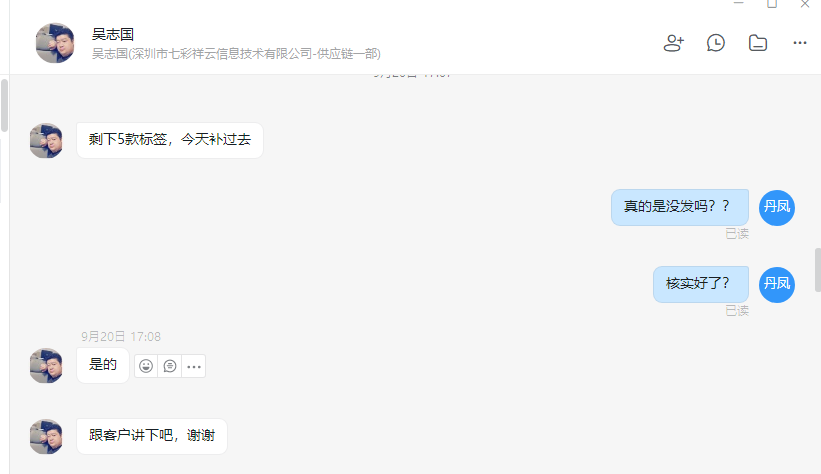 吴志国
吴志国(深圳市七彩祥云信息技术有限公司-供应链一部)
剩下5款标签，今天补过去
真的是没发吗？？
丹凤
已读
核实好了？
丹凤
已读
9月20日 17:08
是的
跟客户讲下吧，谢谢